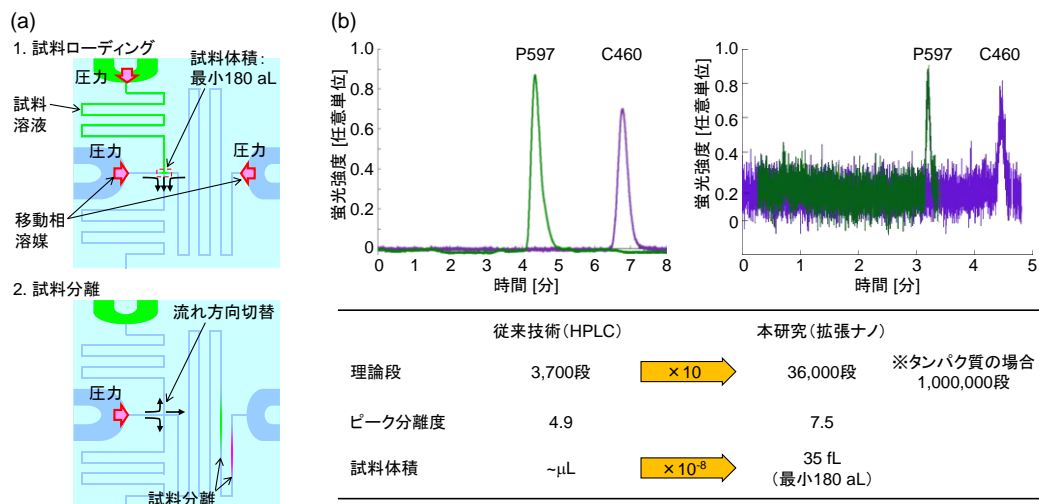 (a)
1. 試料ローディング
圧力
試料体積：
最小180 aL
試料
溶液
圧力
圧力
移動相
溶媒
2. 試料分離
流れ方向切替
圧力
試料分離
(b)
P597
C460
蛍光強度 [任意単位]
1.0
0.8
0.6
0.4
0.2
0
0 1 2 3 4 5 6 7 8
時間 [分]
P597
C460
蛍光強度 [任意単位]
1.0
0.8
0.6
0.4
0.2
0
0 1 2 3 4 5
時間 [分]
従来技術（HPLC） 本研究（拡張ナノ）
理論段 3,700段 ×10 36,000段 ※タンパク質の場合
1,000,000段
ピーク分離度 4.9 7.5
試料体積 ~μL ×10⁻⁸ 35 fL
（最小180 aL）